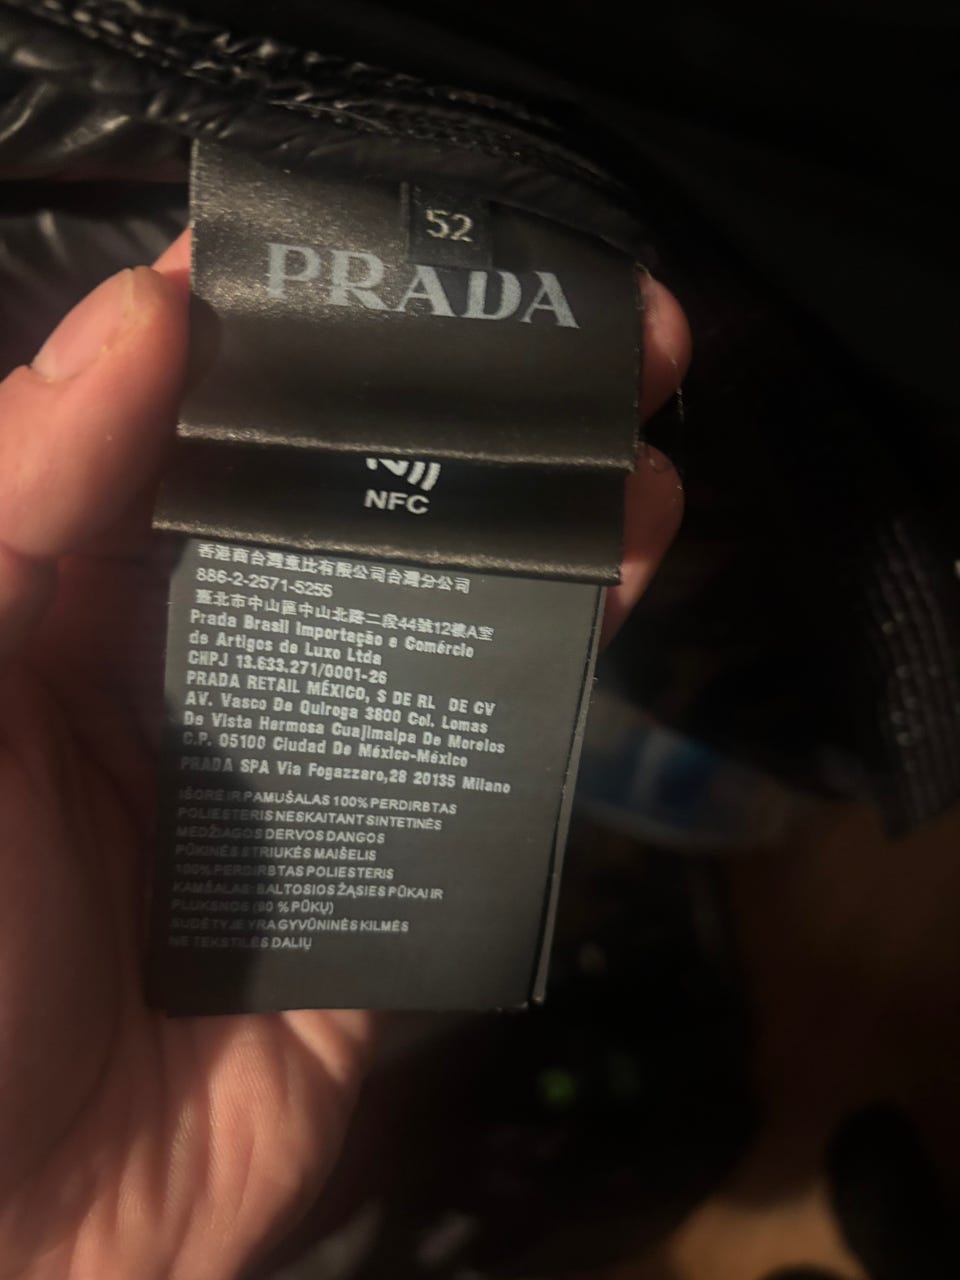 52
PRADA
NFC
香港商台灣意比有限公司台灣分公司
886-2-2571-5255
臺北市中山區中山北路二段44號12樓A室
Prada Brasil Importação e Comércio
de Artigos de Luxo Ltda
CNPJ 13.633.271/0001-26
PRADA RETAIL MÉXICO, S DE RL DE CV
AV. Vasco De Quiroga 3800 Col. Lomas
De Vista Hermosa Cuajimalpa De Morelos
C.P. 05100 Ciudad De México-México
PRADA SPA Via Fogazzaro,28 20135 Milano
IŠORĖ IR PAMUŠALAS 100% PERDIRBTAS
POLIESTERIS NESKAITANT SINTETINĖS
MEDŽIAGOS DERVOS DANGOS
PŪKINĖS STRIUKĖS MAIŠELIS
100% PERDIRBTAS POLIESTERIS
KAMŠALAS: BALTOSIOS ŽĄSIES PŪKAI IR
PLUKSNOS (90 % PŪKŲ)
SUDĖTYJE YRA GYVŪNINĖS KILMĖS
NE TEKSTILĖS DALIŲ